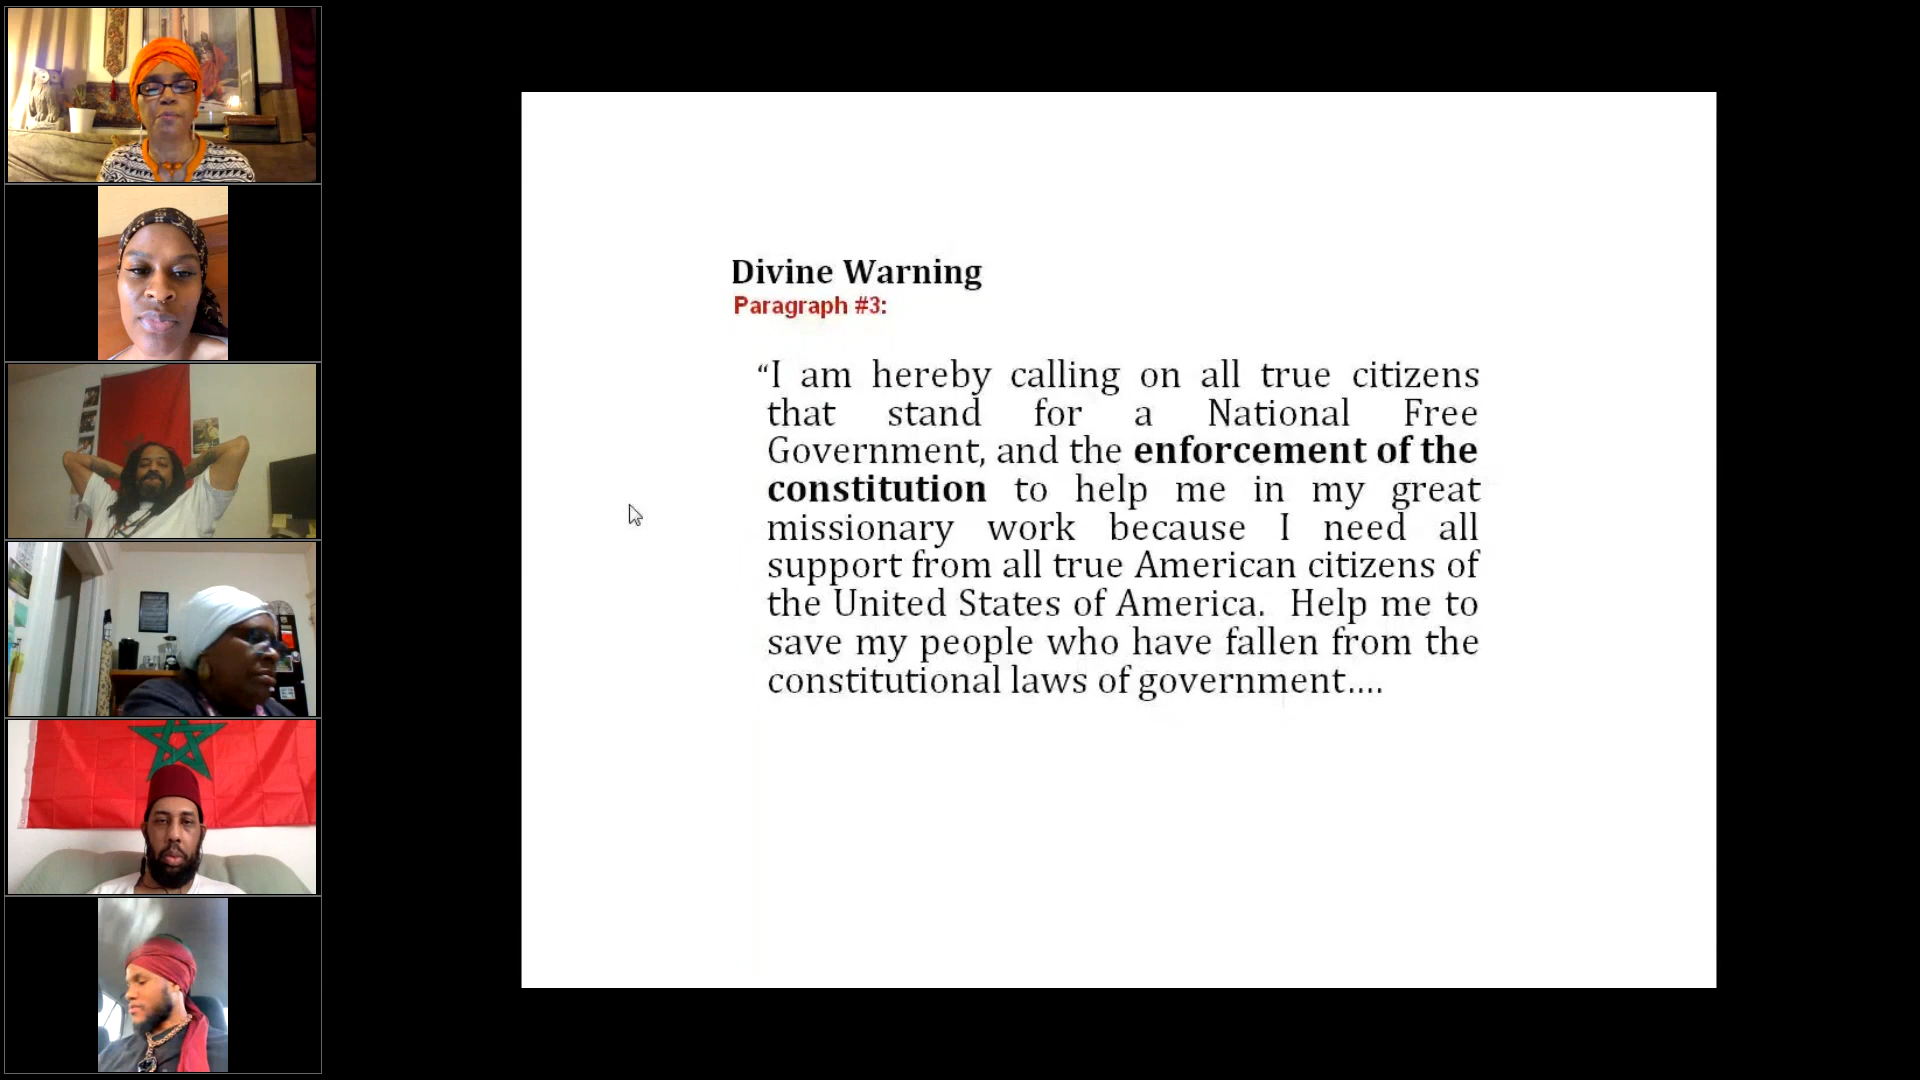 Divine Warning
Paragraph #3:
“I am hereby calling on all true citizens
that stand for a National Free
Government, and the enforcement of the
constitution to help me in my great
missionary work because I need all
support from all true American citizens of
the United States of America. Help me to
save my people who have fallen from the
constitutional laws of government....